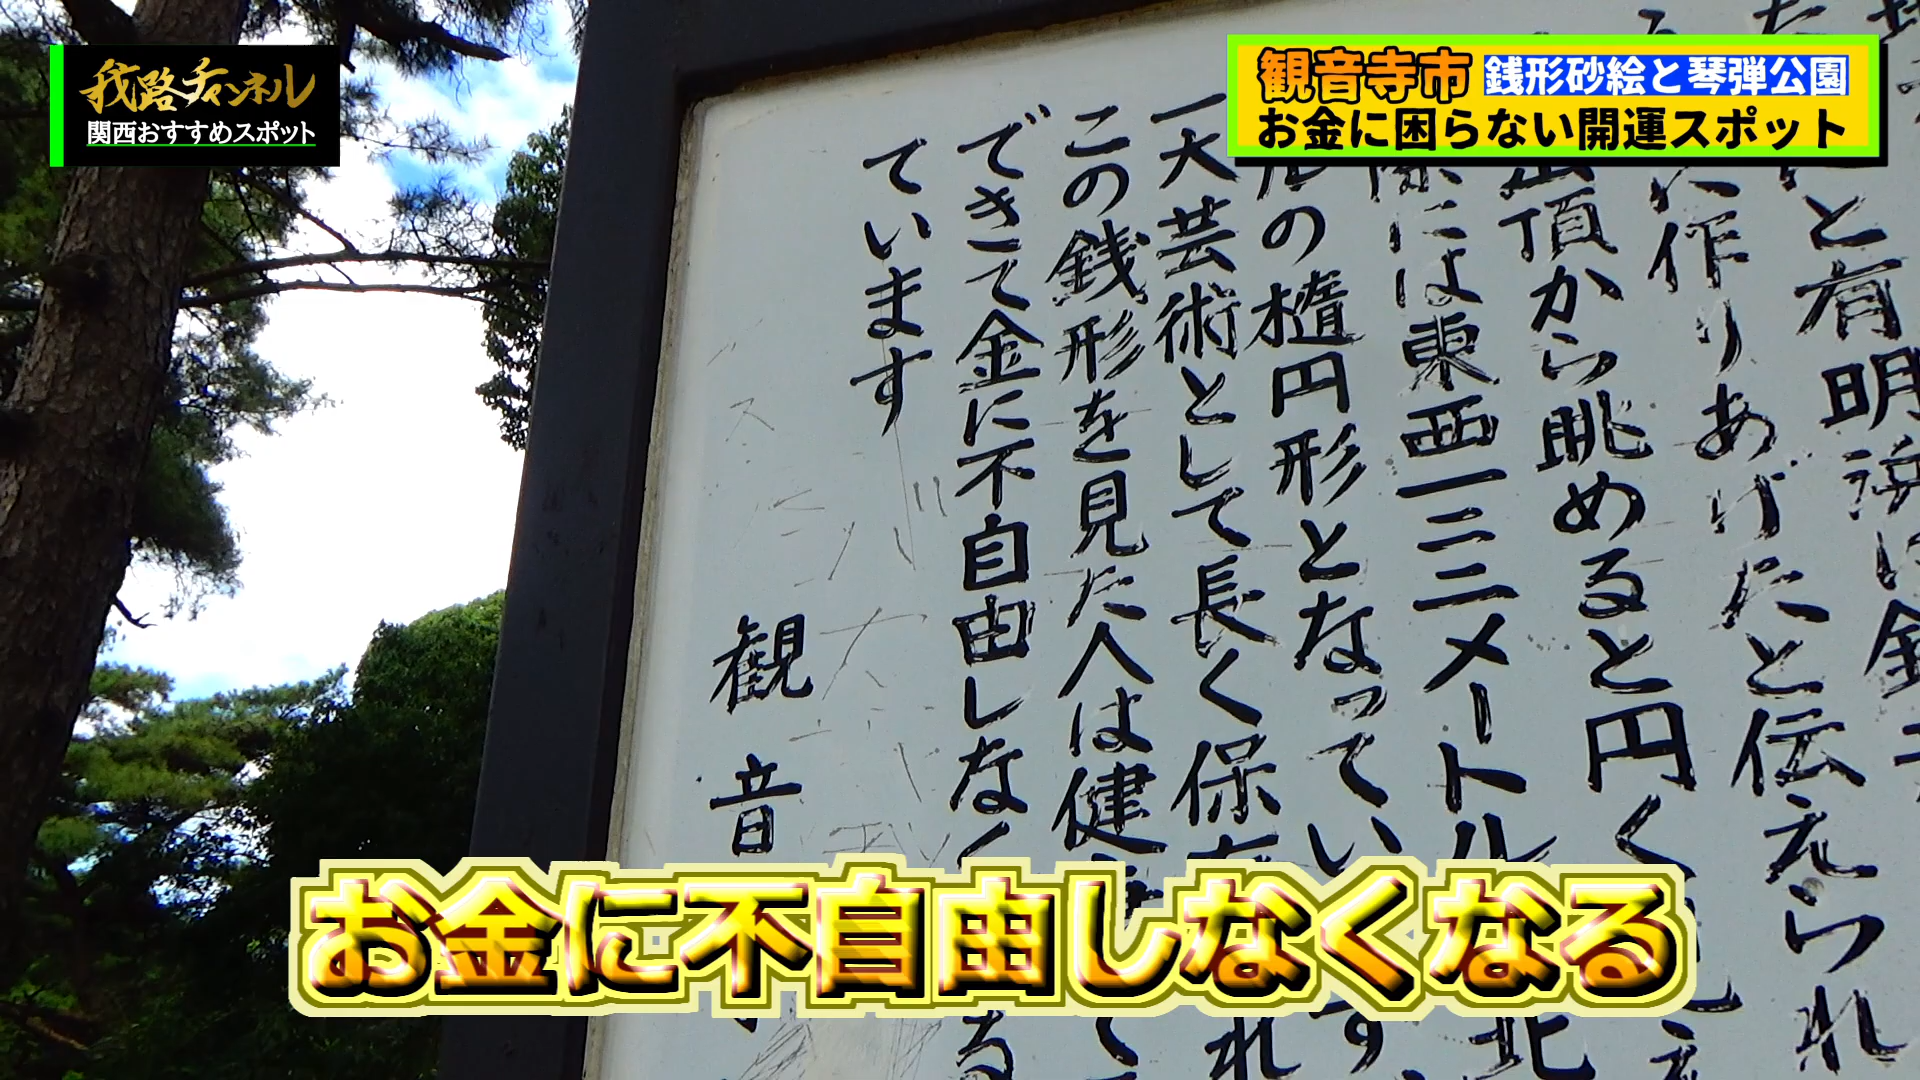 我路チャンネル
関西おすすめスポット
観音寺市 銭形砂絵と琴弾公園
お金に困らない開運スポット
と有明浜に
に作りあげたと伝えられ
山頂から眺めると円く
には東西一二二メートル
ルの楕円形となってい
一大芸術として長く保
この銭形を見た人は健
できて金に不自由しなく
ています
観音
お金に不自由しなくなる